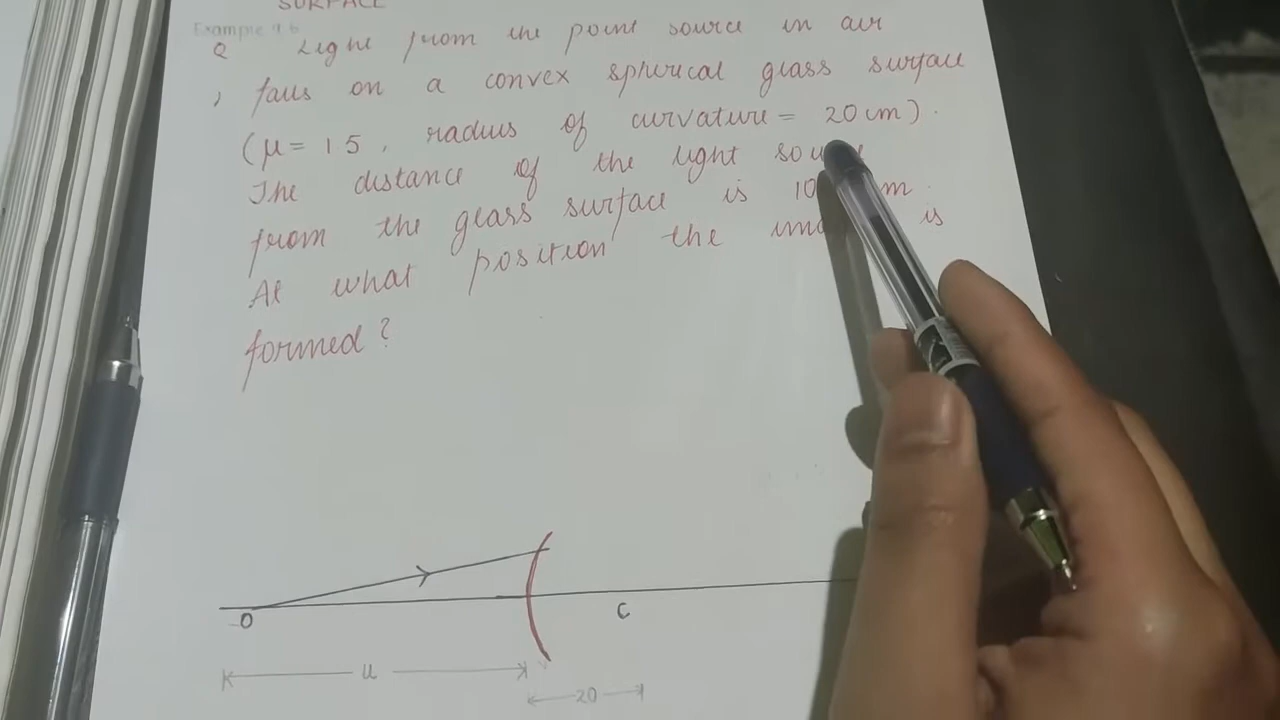 SURFACE
Example 9.6
Q Light from the point source in air
, falls on a convex spherical glass surface
(μ = 1.5, radius of curvature = 20 cm).
The distance of the light
from the glass surface is m.
At what position the is
formed?
O
C
u
20